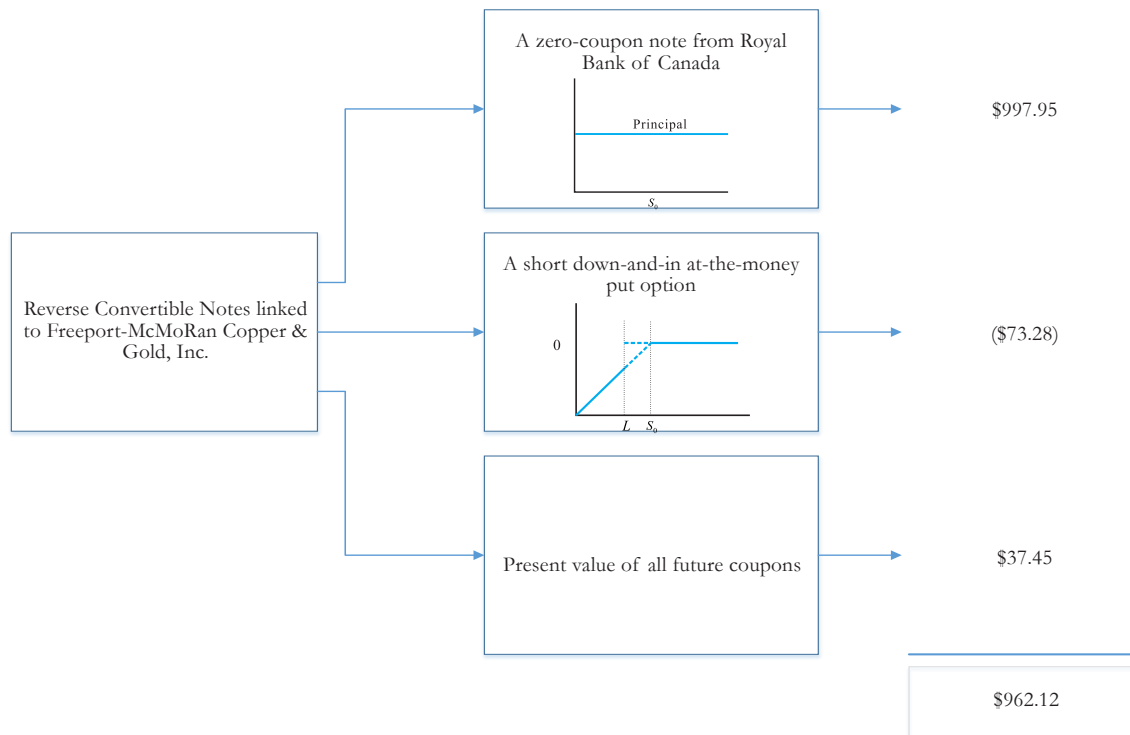 A zero-coupon note from Royal
Bank of Canada
Principal
S₀
$997.95
Reverse Convertible Notes linked
to Freeport-McMoRan Copper &
Gold, Inc.
A short down-and-in at-the-money
put option
0
L S₀
($73.28)
Present value of all future coupons
$37.45
$962.12